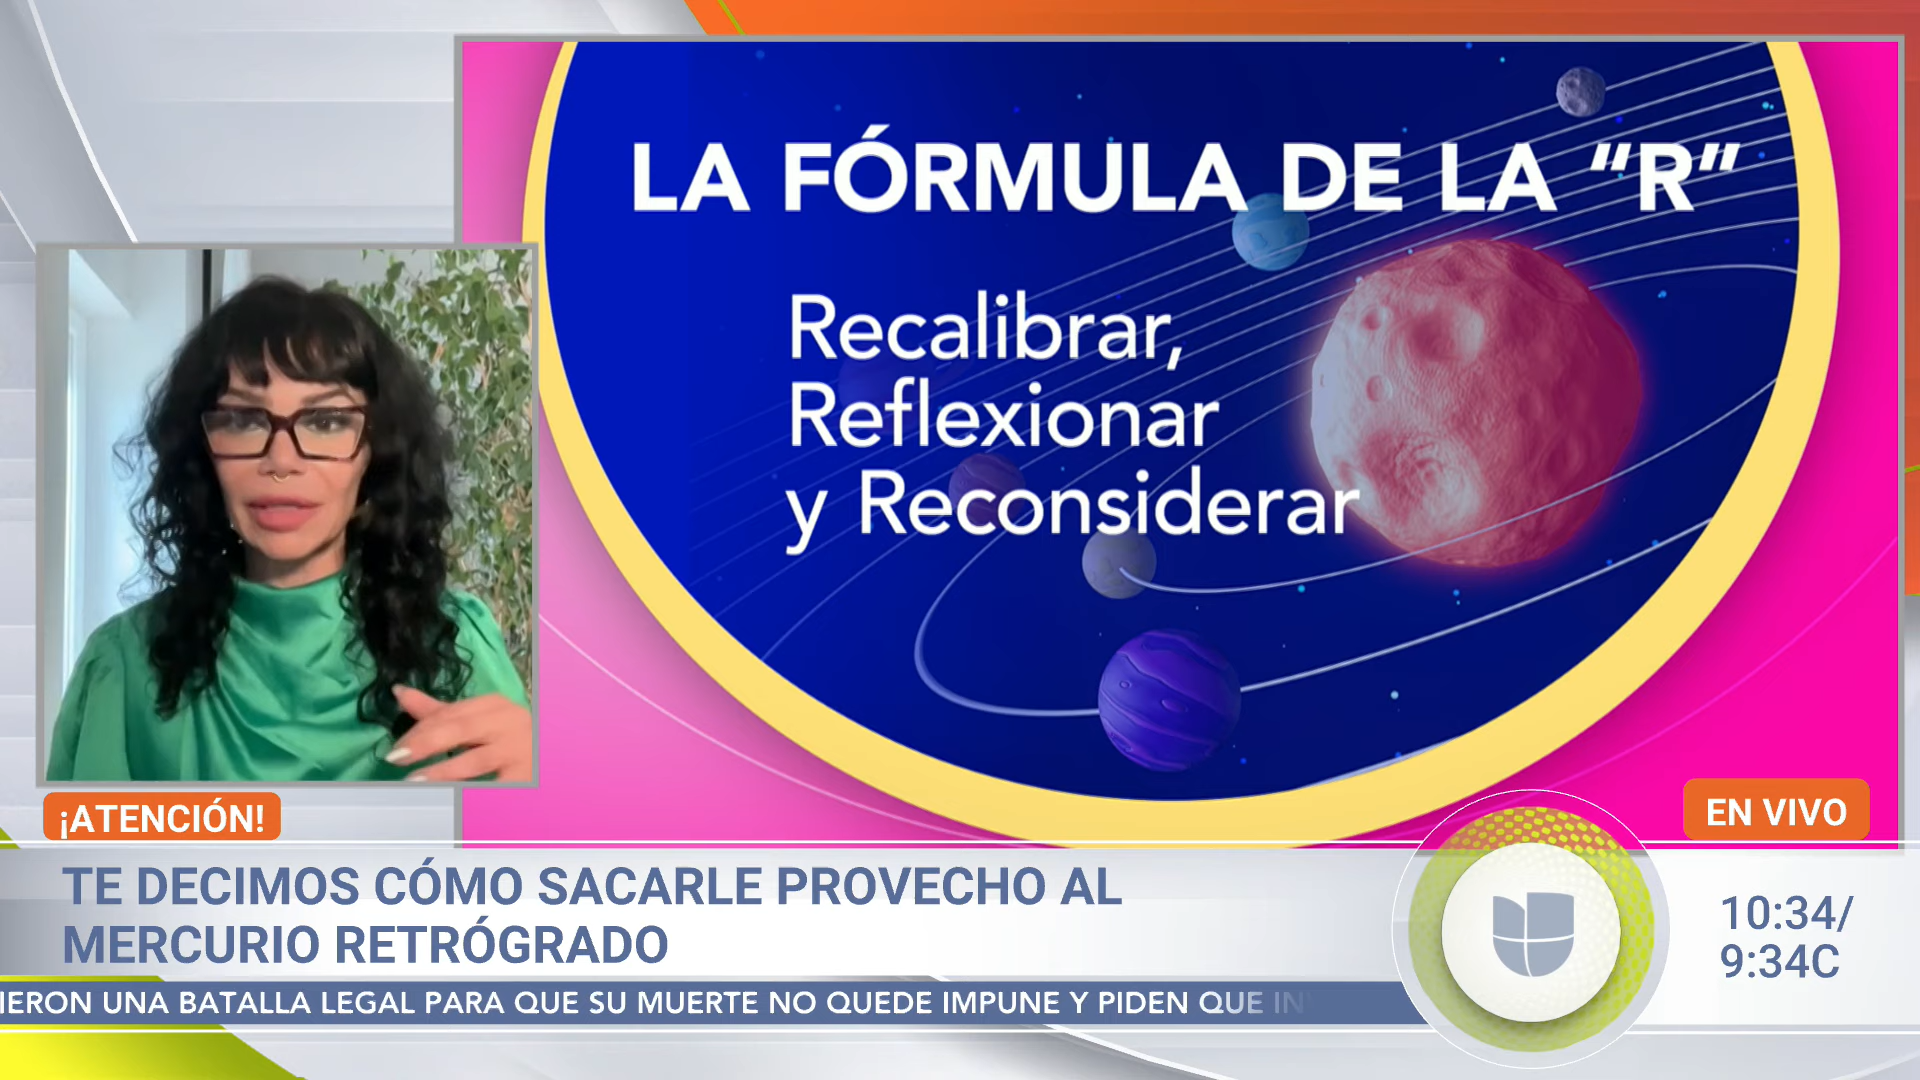 LA FÓRMULA DE LA “R”
Recalibrar,
Reflexionar
y Reconsiderar
¡ATENCIÓN!
EN VIVO
TE DECIMOS CÓMO SACARLE PROVECHO AL
MERCURIO RETRÓGRADO
10:34/
9:34C
IERON UNA BATALLA LEGAL PARA QUE SU MUERTE NO QUEDE IMPUNE Y PIDEN QUE